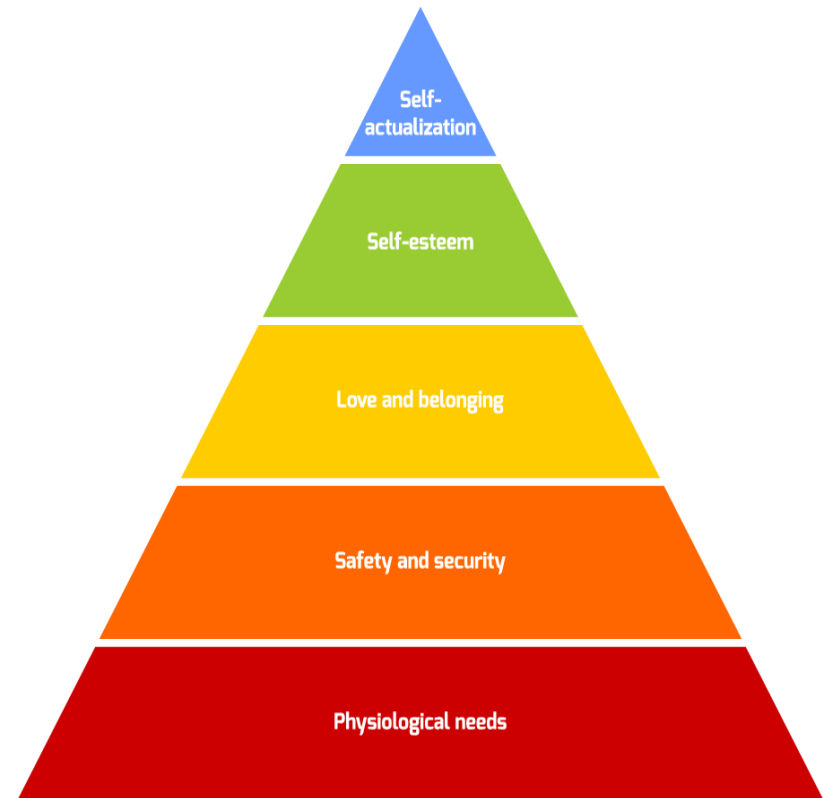 Self-
actualization
Self-esteem
Love and belonging
Safety and security
Physiological needs